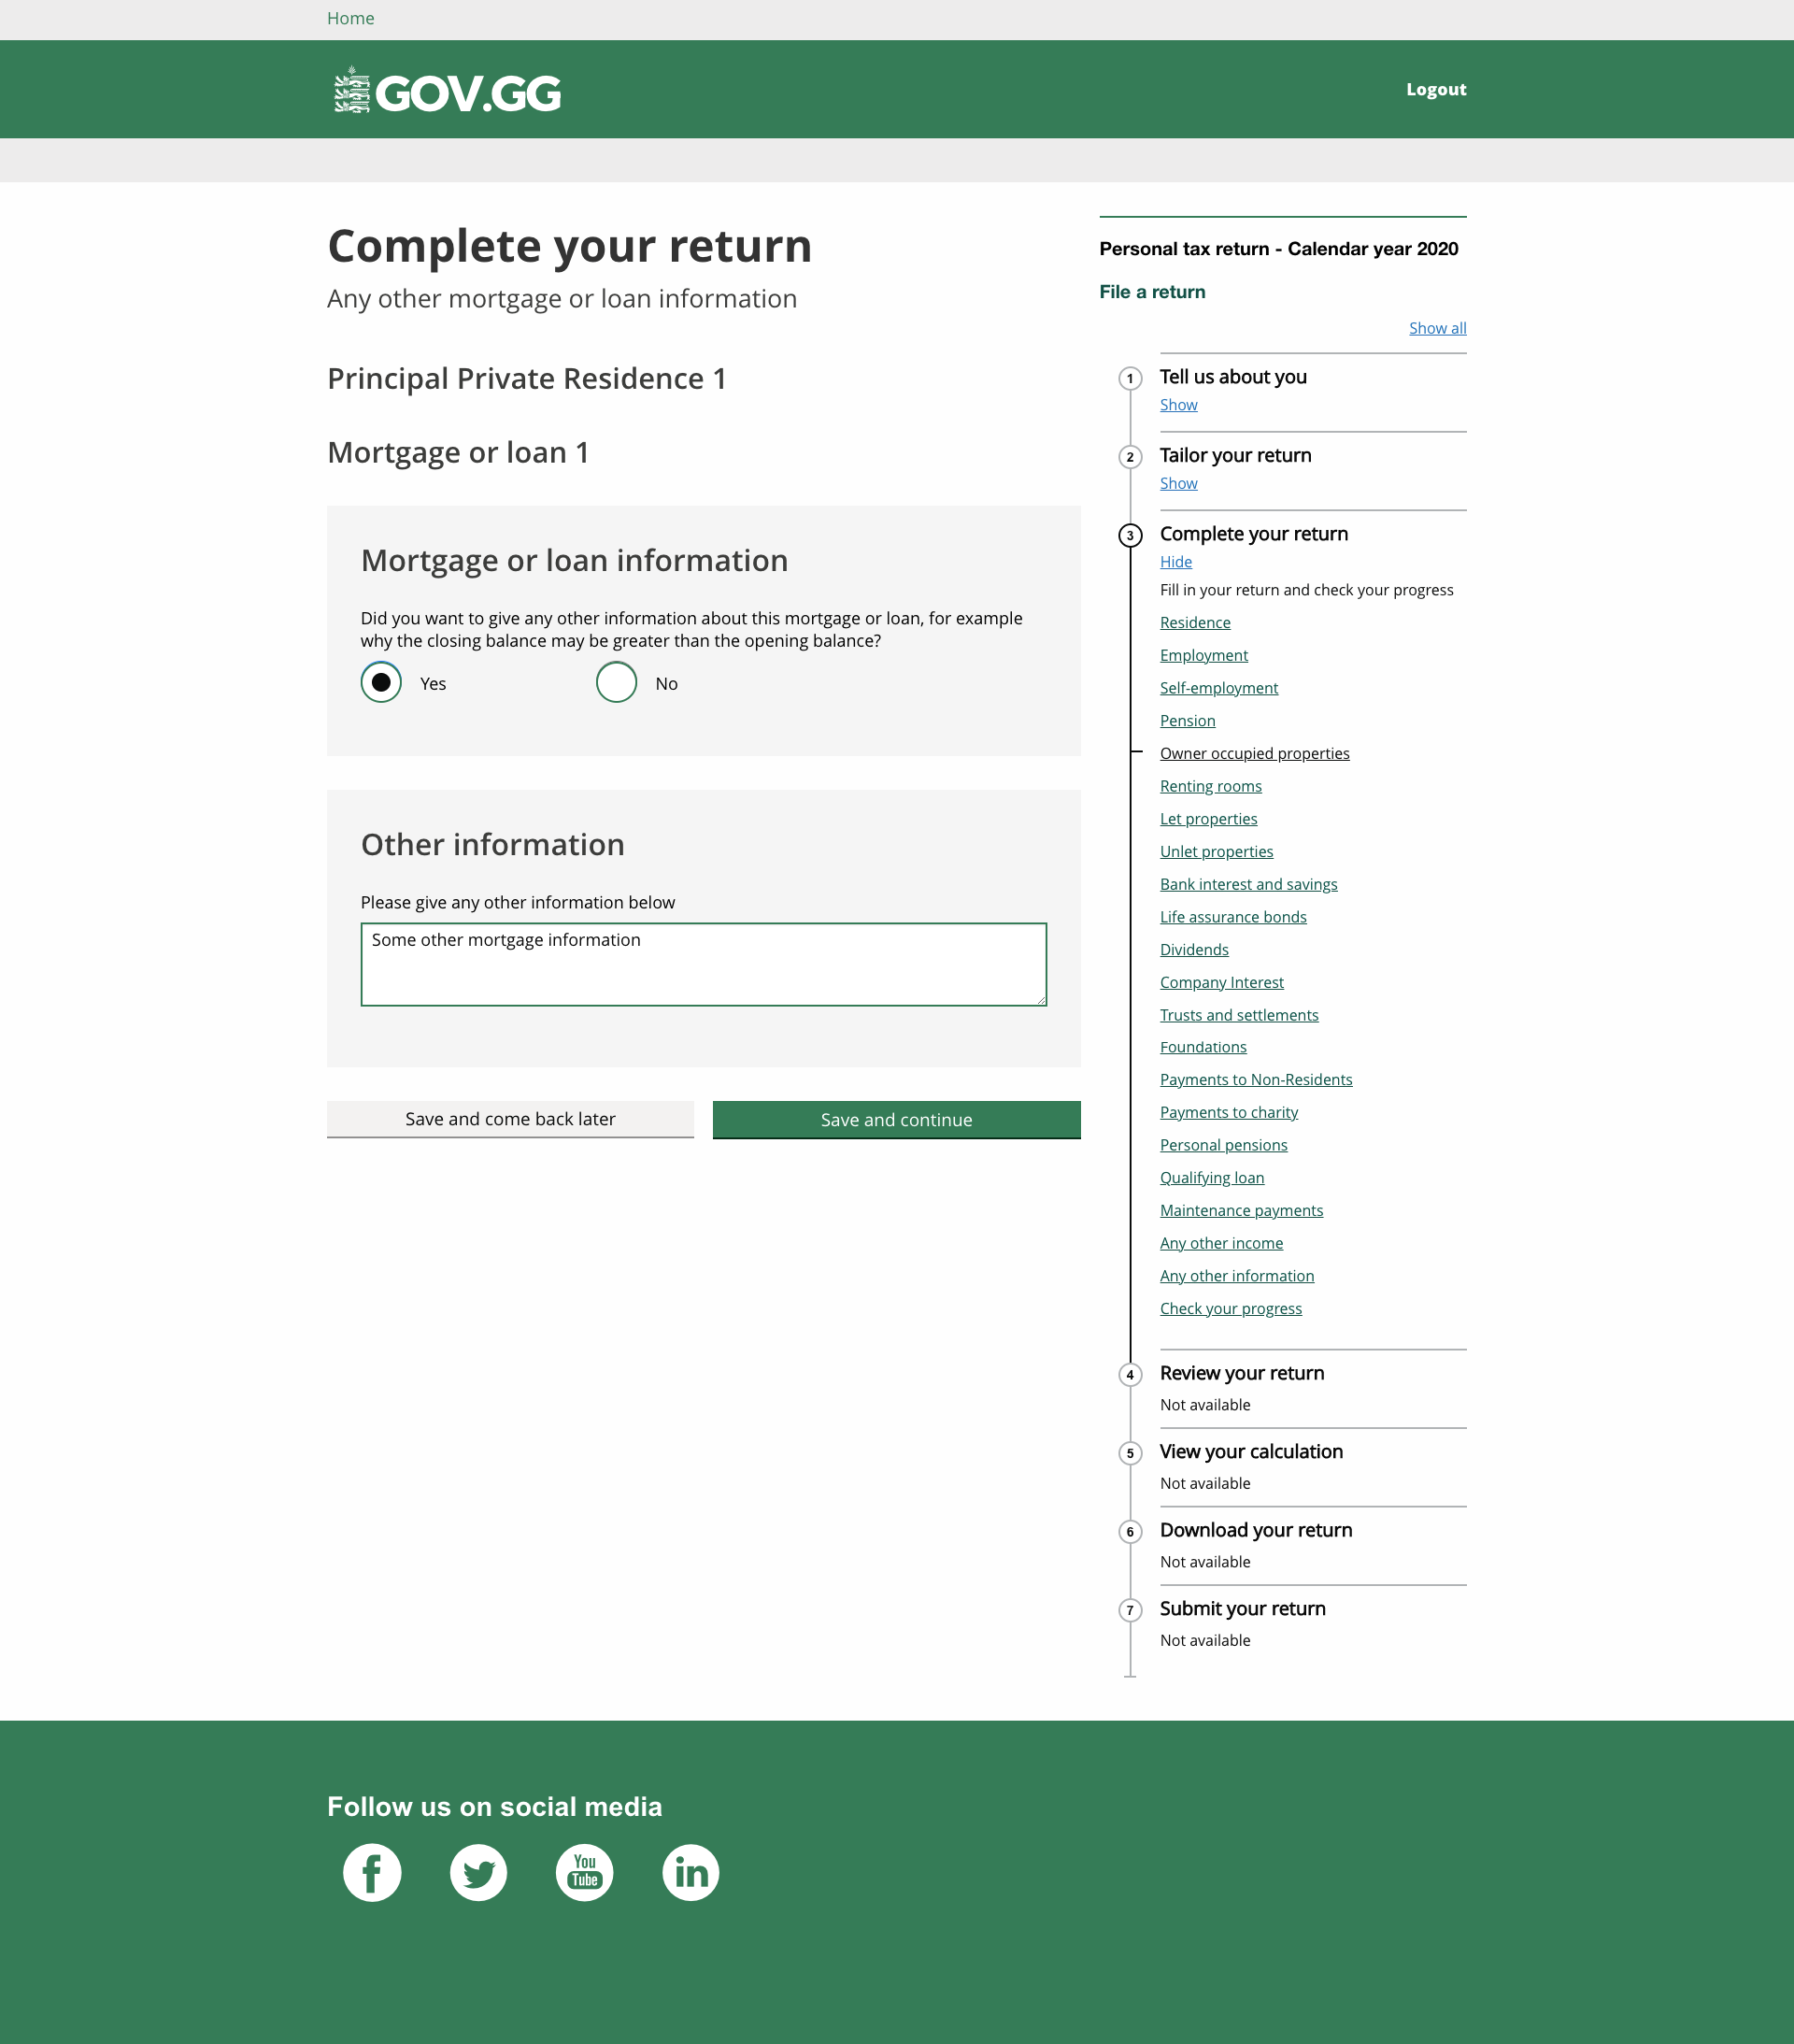 Home
GOV.GG
Logout
Complete your return
Any other mortgage or loan information
Principal Private Residence 1
Mortgage or loan 1
Mortgage or loan information
Did you want to give any other information about this mortgage or loan, for example
why the closing balance may be greater than the opening balance?
Yes
No
Other information
Please give any other information below
Some other mortgage information
Save and come back later
Save and continue
Personal tax return - Calendar year 2020
File a return
Show all
1
Tell us about you
Show
2
Tailor your return
Show
3
Complete your return
Hide
Fill in your return and check your progress
Residence
Employment
Self-employment
Pension
Owner occupied properties
Renting rooms
Let properties
Unlet properties
Bank interest and savings
Life assurance bonds
Dividends
Company Interest
Trusts and settlements
Foundations
Payments to Non-Residents
Payments to charity
Personal pensions
Qualifying loan
Maintenance payments
Any other income
Any other information
Check your progress
4
Review your return
Not available
5
View your calculation
Not available
6
Download your return
Not available
7
Submit your return
Not available
Follow us on social media
f
You
Tube
in